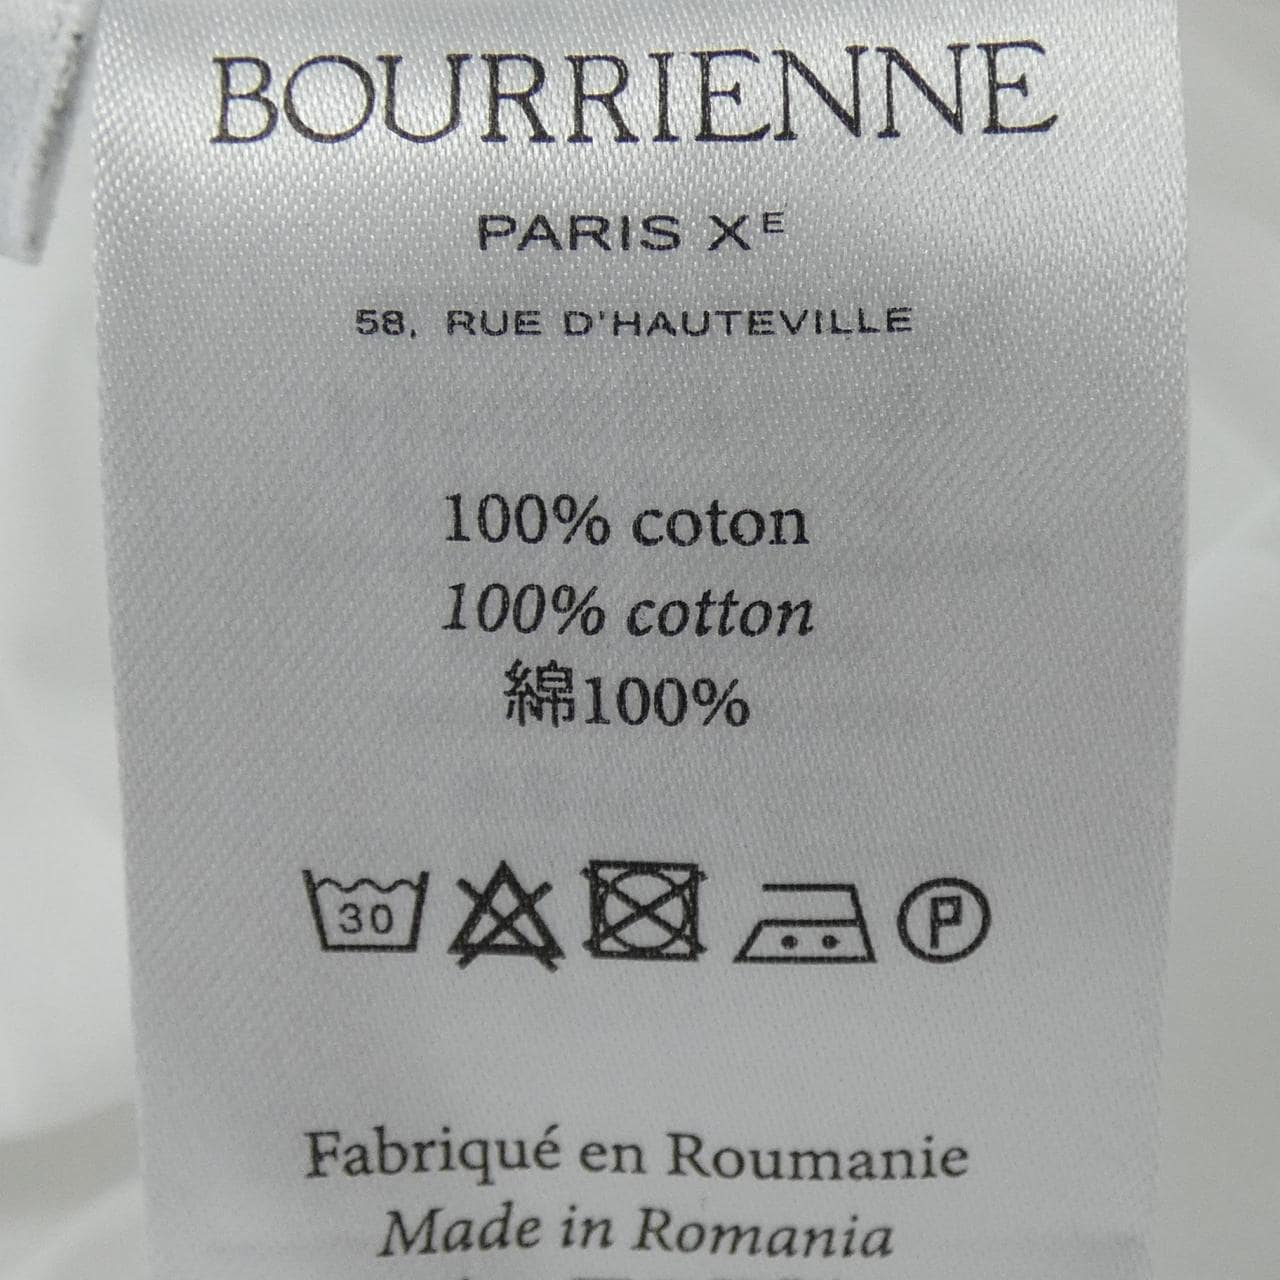 BOURRIENNE
PARIS Xᴱ
58, RUE D'HAUTEVILLE
100% coton
100% cotton
綿100%
30
P
Fabriqué en Roumanie
Made in Romania